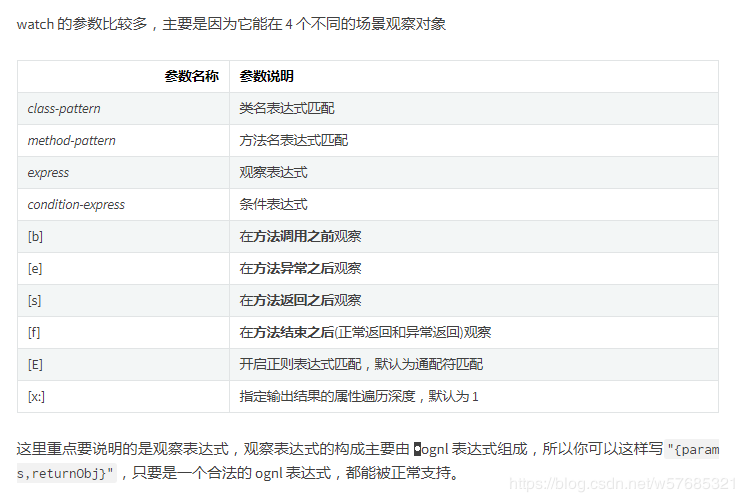 watch 的参数比较多，主要是因为它能在 4 个不同的场景观察对象
参数名称 参数说明
class-pattern 类名表达式匹配
method-pattern 方法名表达式匹配
express 观察表达式
condition-express 条件表达式
[b] 在方法调用之前观察
[e] 在方法异常之后观察
[s] 在方法返回之后观察
[f] 在方法结束之后(正常返回和异常返回)观察
[E] 开启正则表达式匹配，默认为通配符匹配
[x:] 指定输出结果的属性遍历深度，默认为 1
这里重点要说明的是观察表达式，观察表达式的构成主要由 ognl 表达式组成，所以你可以这样写 "{param
s,returnObj}"，只要是一个合法的 ognl 表达式，都能被正常支持。
https://blog.csdn.net/w57685321